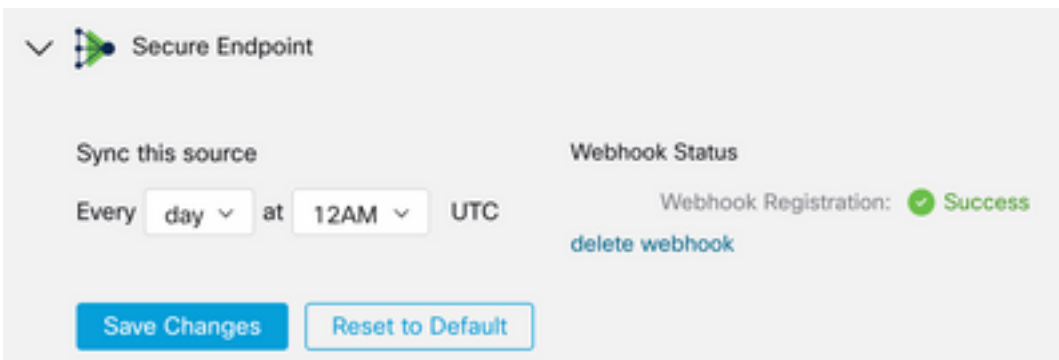 Secure Endpoint
Sync this source
Every day at 12AM UTC
Webhook Status
Webhook Registration: Success
delete webhook
Save Changes
Reset to Default